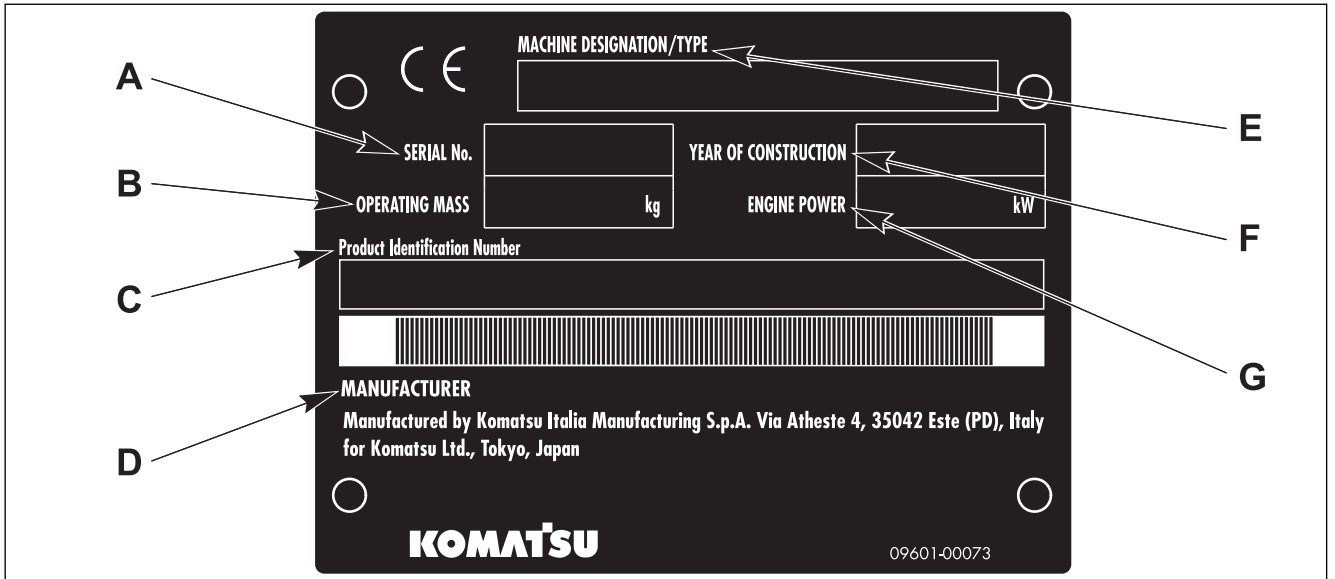 CE
MACHINE DESIGNATION/TYPE
A
E
SERIAL No.
YEAR OF CONSTRUCTION
B
OPERATING MASS
kg
ENGINE POWER
kW
F
Product Identification Number
C
G
MANUFACTURER
Manufactured by Komatsu Italia Manufacturing S.p.A. Via Atheste 4, 35042 Este (PD), Italy
for Komatsu Ltd., Tokyo, Japan
D
KOMATSU
09601-00073